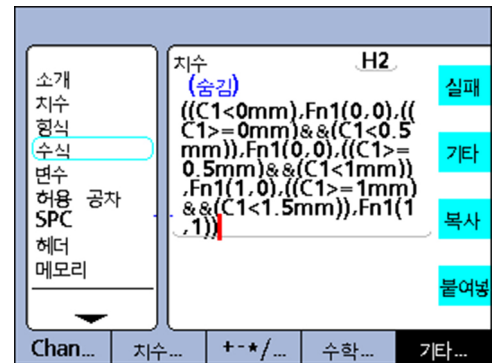 소개
치수
형식
수식
변수
허용 공차
SPC
헤더
메모리
치수
H2
(숨김)
((C1<0mm),Fn1(0,0),((
C1>=0mm)&&(C1<0.5
mm)),Fn1(0,0),((C1>=
0.5mm)&&(C1<1mm))
,Fn1(1,0),((C1>=1mm)
&&(C1<1.5mm)),Fn1(1
,1))
실패
기타
복사
붙여넣
Chan...
치수...
+-*/...
수학...
기타...